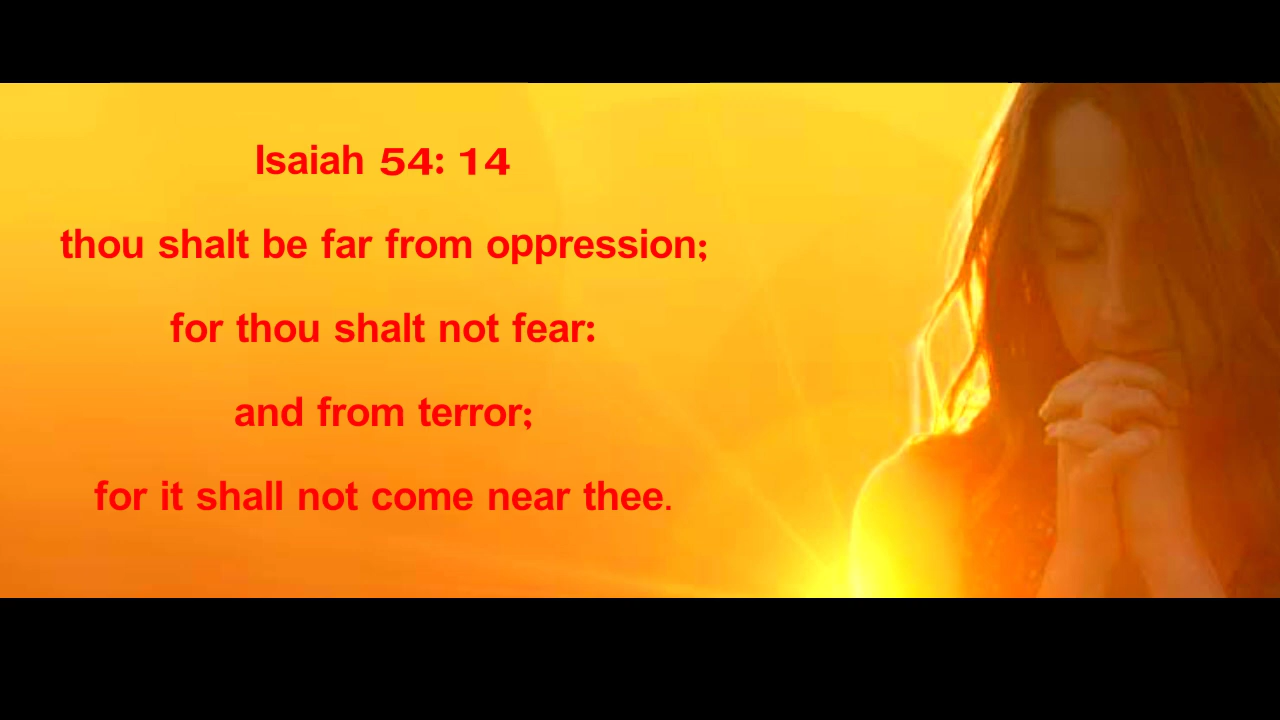 Isaiah 54: 14
thou shalt be far from oppression;
for thou shalt not fear:
and from terror;
for it shall not come near thee.